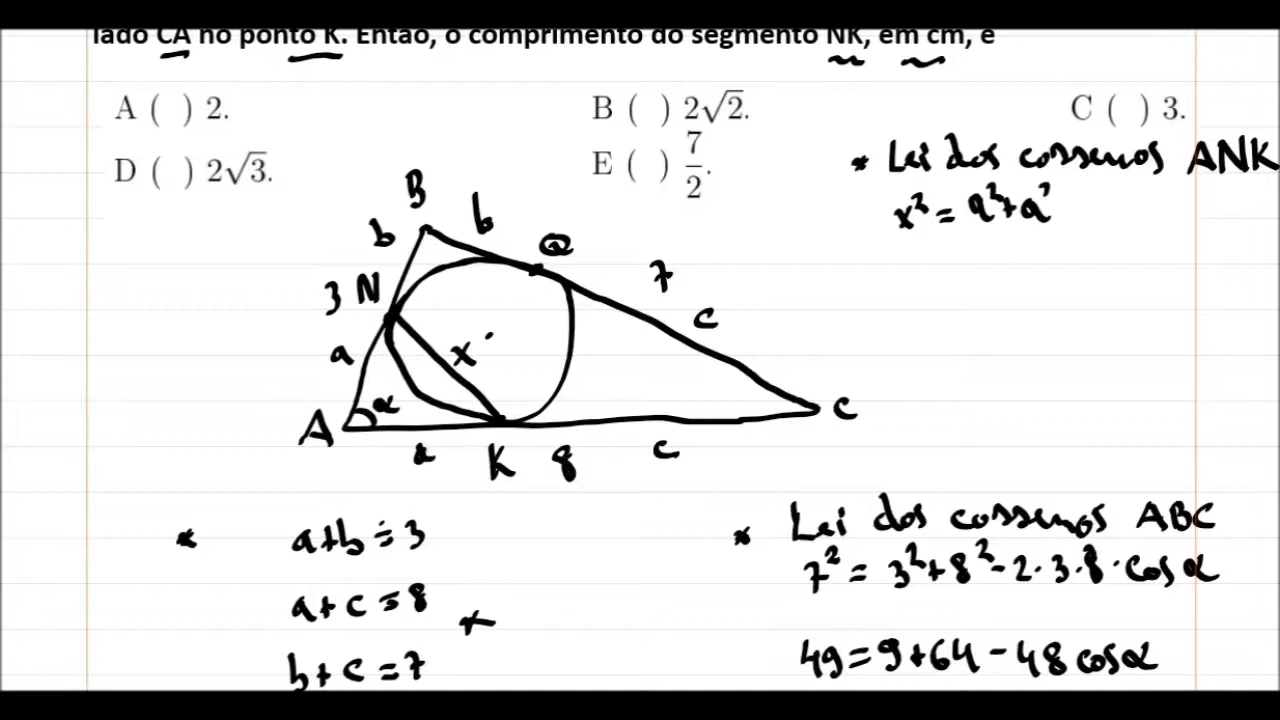 lado CA no ponto K. Então, o comprimento do segmento NK, em cm, é
A ( ) 2.
B ( ) 2√2.
C ( ) 3.
D ( ) 2√3.
E ( ) 7/2.
* Lei dos cossenos ANK
x² = a² + a²
B
b
b
Q
3
N
7
c
a
x
α
A
C
a
K
8
c
* a+b = 3
a+c = 8
b+c = 7
* Lei dos cossenos ABC
7² = 3² + 8² - 2·3·8·cos α
49 = 9 + 64 - 48 cos α